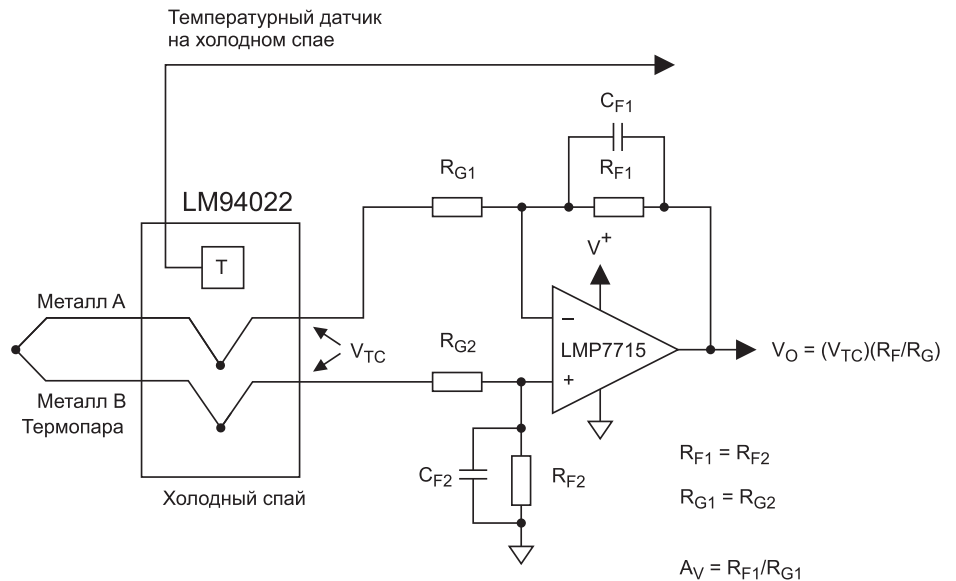 Температурный датчик
на холодном спае
C_F1
R_G1
R_F1
LM94022
T
V^+
Металл A
V_TC
R_G2
−
LMP7715
+
V_O = (V_TC)(R_F/R_G)
Металл B
Термопара
C_F2
R_F2
R_F1 = R_F2
Холодный спай
R_G1 = R_G2
A_V = R_F1/R_G1